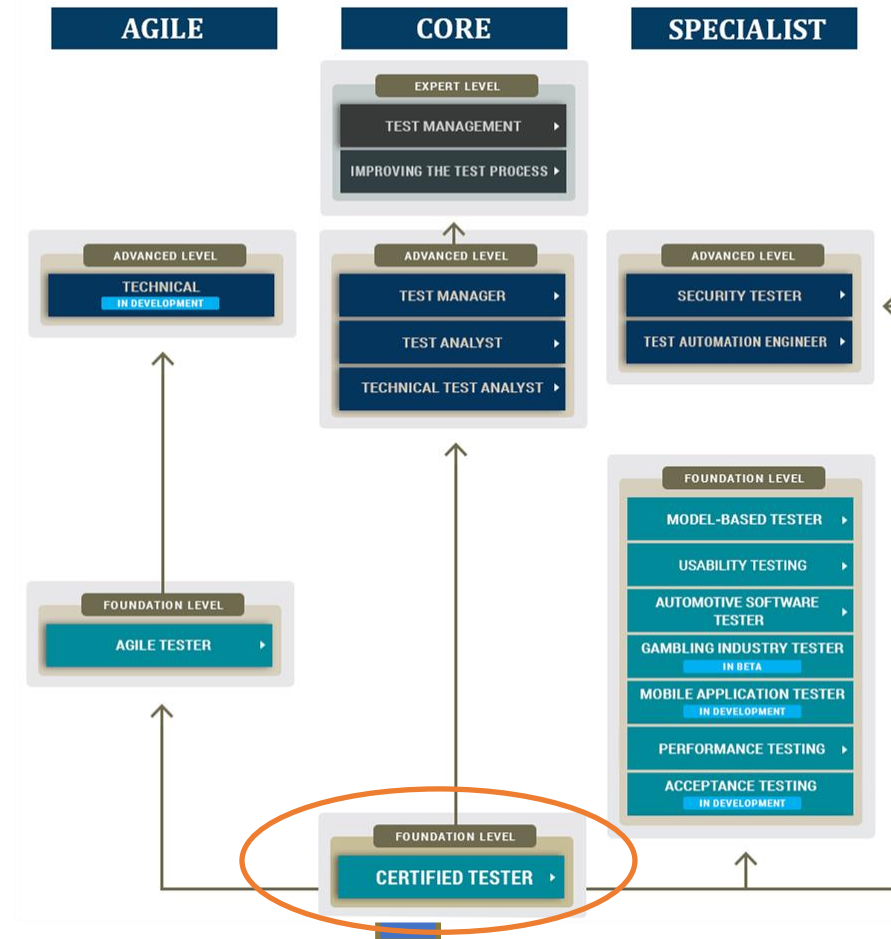 AGILE
CORE
SPECIALIST
EXPERT LEVEL
TEST MANAGEMENT
IMPROVING THE TEST PROCESS
ADVANCED LEVEL
TECHNICAL
IN DEVELOPMENT
ADVANCED LEVEL
TEST MANAGER
TEST ANALYST
TECHNICAL TEST ANALYST
ADVANCED LEVEL
SECURITY TESTER
TEST AUTOMATION ENGINEER
FOUNDATION LEVEL
AGILE TESTER
FOUNDATION LEVEL
MODEL-BASED TESTER
USABILITY TESTING
AUTOMOTIVE SOFTWARE
TESTER
GAMBLING INDUSTRY TESTER
IN BETA
MOBILE APPLICATION TESTER
IN DEVELOPMENT
PERFORMANCE TESTING
ACCEPTANCE TESTING
IN DEVELOPMENT
FOUNDATION LEVEL
CERTIFIED TESTER